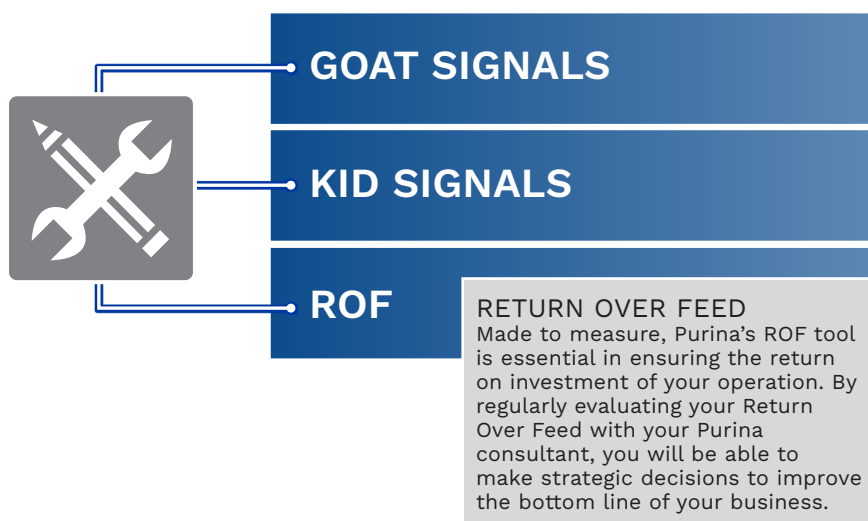 GOAT SIGNALS
KID SIGNALS
ROF
RETURN OVER FEED
Made to measure, Purina's ROF tool
is essential in ensuring the return
on investment of your operation. By
regularly evaluating your Return
Over Feed with your Purina
consultant, you will be able to
make strategic decisions to improve
the bottom line of your business.